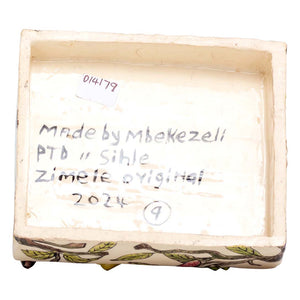 014179
Made by Mbekezeli
PTD " Sihle
Zimele original
2024 9